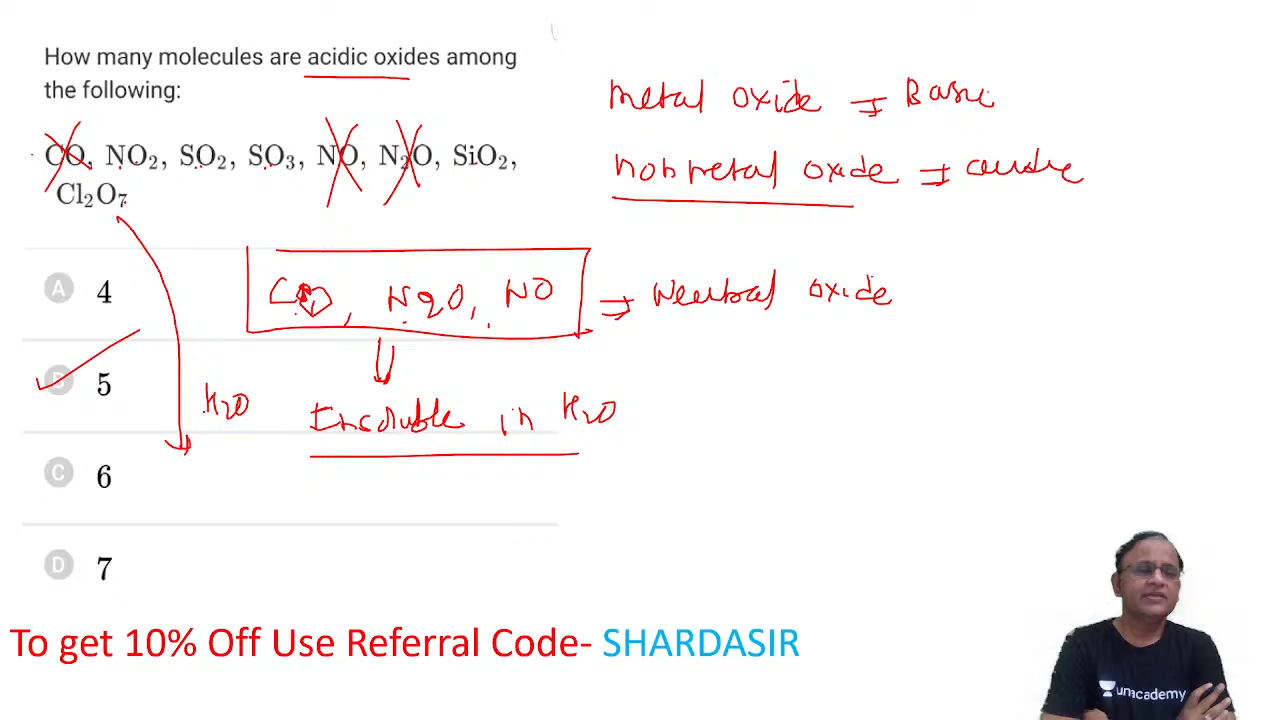 How many molecules are acidic oxides among
the following:
CO, NO₂, SO₂, SO₃, NO, N₂O, SiO₂,
Cl₂O₇
metal oxide ⇒ Basic
non metal oxide ⇒
A 4
CO, N2O, NO ⇒ Neutral oxide
B 5
H2O
Insoluble in H2O
C 6
D 7
To get 10% Off Use Referral Code- SHARDASIR
unacademy